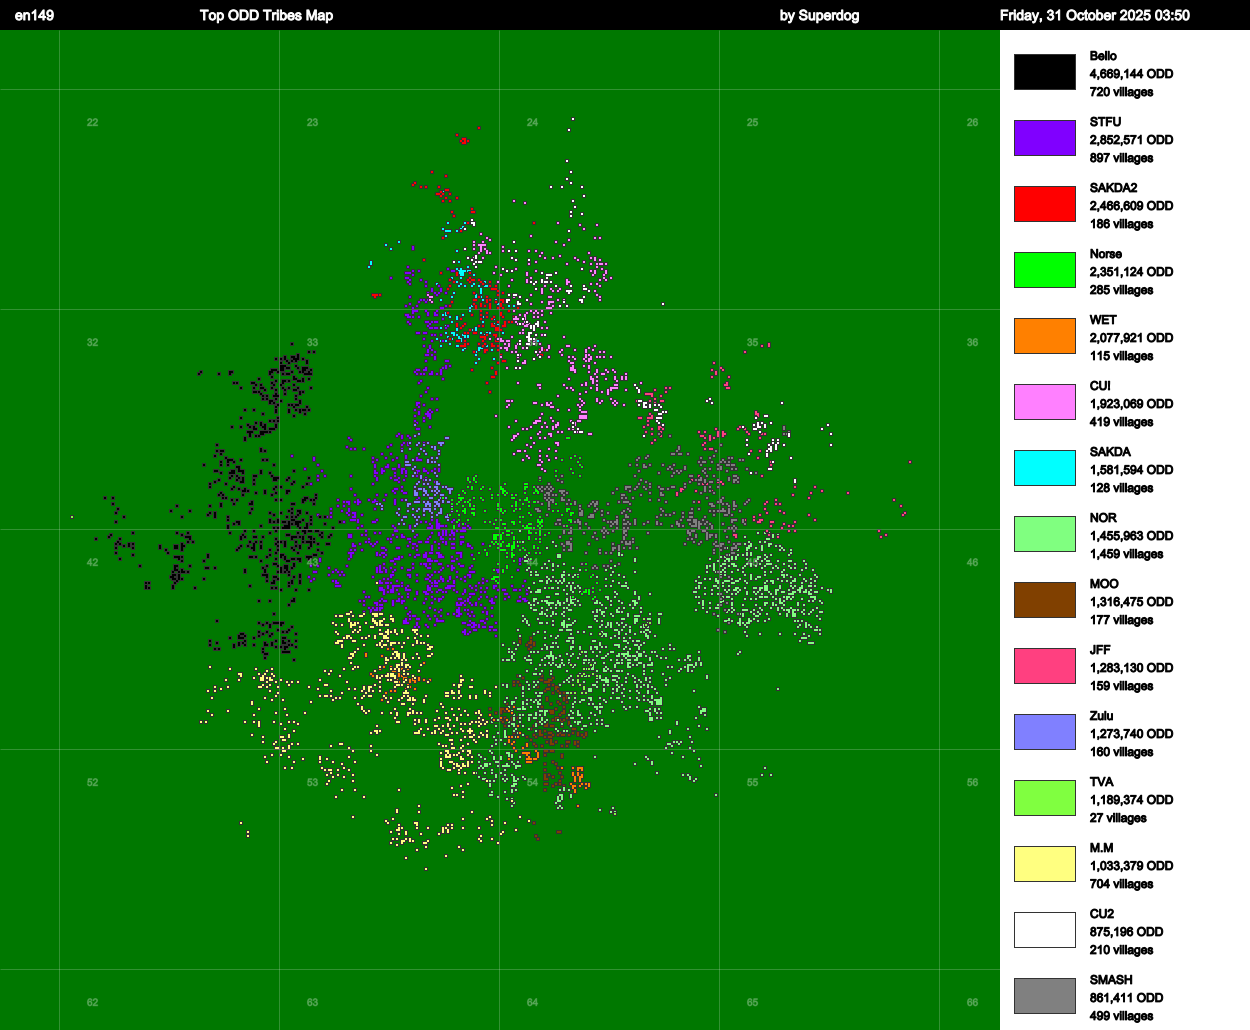 en149 Top ODD Tribes Map by Superdog Friday, 31 October 2025 03:50
Bello
4,669,144 ODD
720 villages
STFU
2,852,571 ODD
897 villages
SAKDA2
2,466,609 ODD
186 villages
Norse
2,351,124 ODD
285 villages
WET
2,077,921 ODD
115 villages
CUI
1,923,069 ODD
419 villages
SAKDA
1,581,594 ODD
128 villages
NOR
1,455,963 ODD
1,459 villages
MOO
1,316,475 ODD
177 villages
JFF
1,283,130 ODD
159 villages
Zulu
1,273,740 ODD
160 villages
TVA
1,189,374 ODD
27 villages
M.M
1,033,379 ODD
704 villages
CU2
875,196 ODD
210 villages
SMASH
861,411 ODD
499 villages
22 23 24 25 26
32 33 35 36
42 43 44 45 46
52 53 54 55 56
62 63 64 65 66